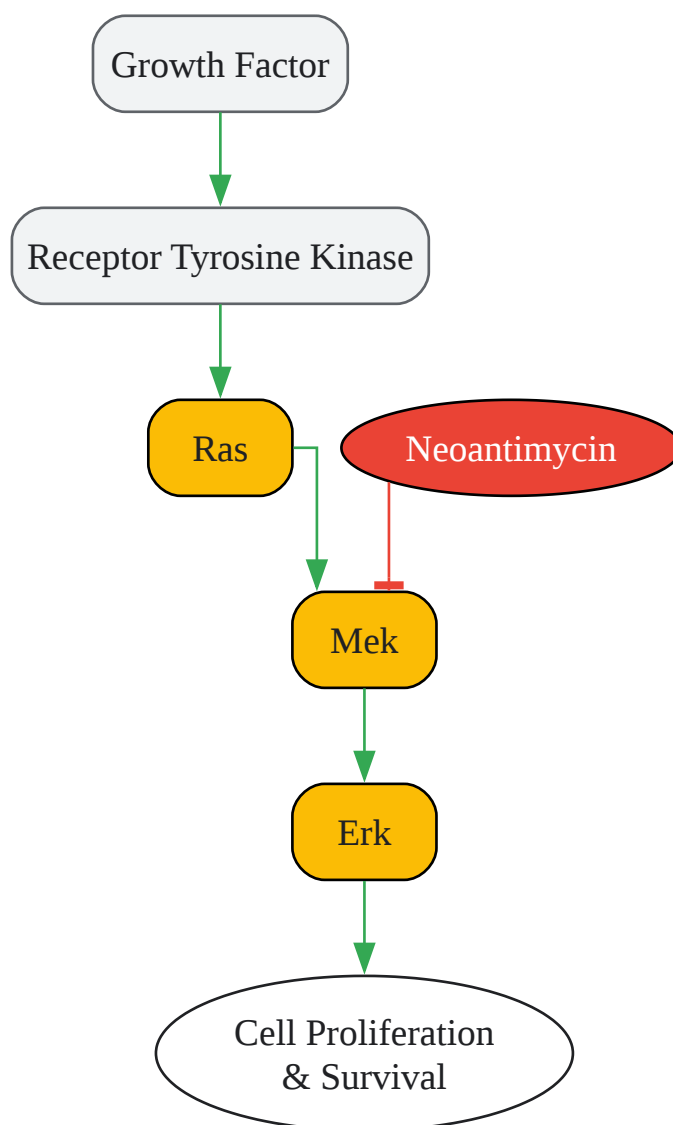 Growth Factor
Receptor Tyrosine Kinase
Ras
Neoantimycin
Mek
Erk
Cell Proliferation
& Survival